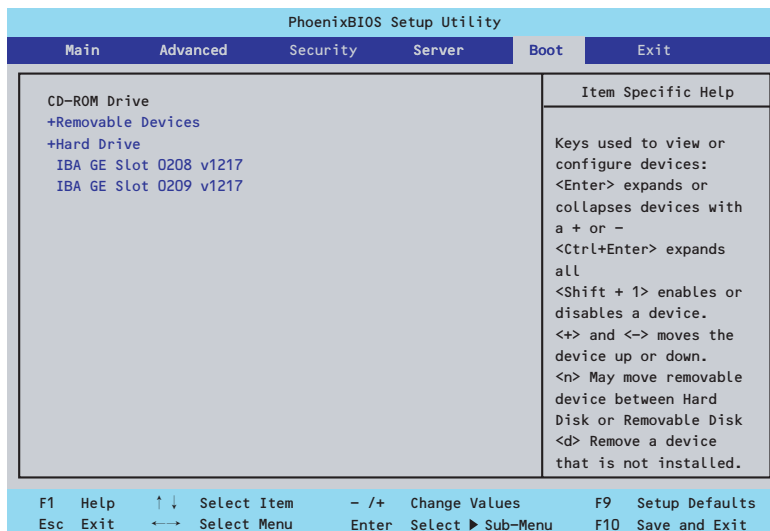 PhoenixBIOS Setup Utility
Main Advanced Security Server Boot Exit
CD-ROM Drive
+Removable Devices
+Hard Drive
IBA GE Slot 0208 v1217
IBA GE Slot 0209 v1217
Item Specific Help
Keys used to view or
configure devices:
<Enter> expands or
collapses devices with
a + or -
<Ctrl+Enter> expands
all
<Shift + 1> enables or
disables a device.
<+> and <-> moves the
device up or down.
<n> May move removable
device between Hard
Disk or Removable Disk
<d> Remove a device
that is not installed.
F1 Help ↑↓ Select Item - /+ Change Values F9 Setup Defaults
Esc Exit ←→ Select Menu Enter Select ▶ Sub-Menu F10 Save and Exit